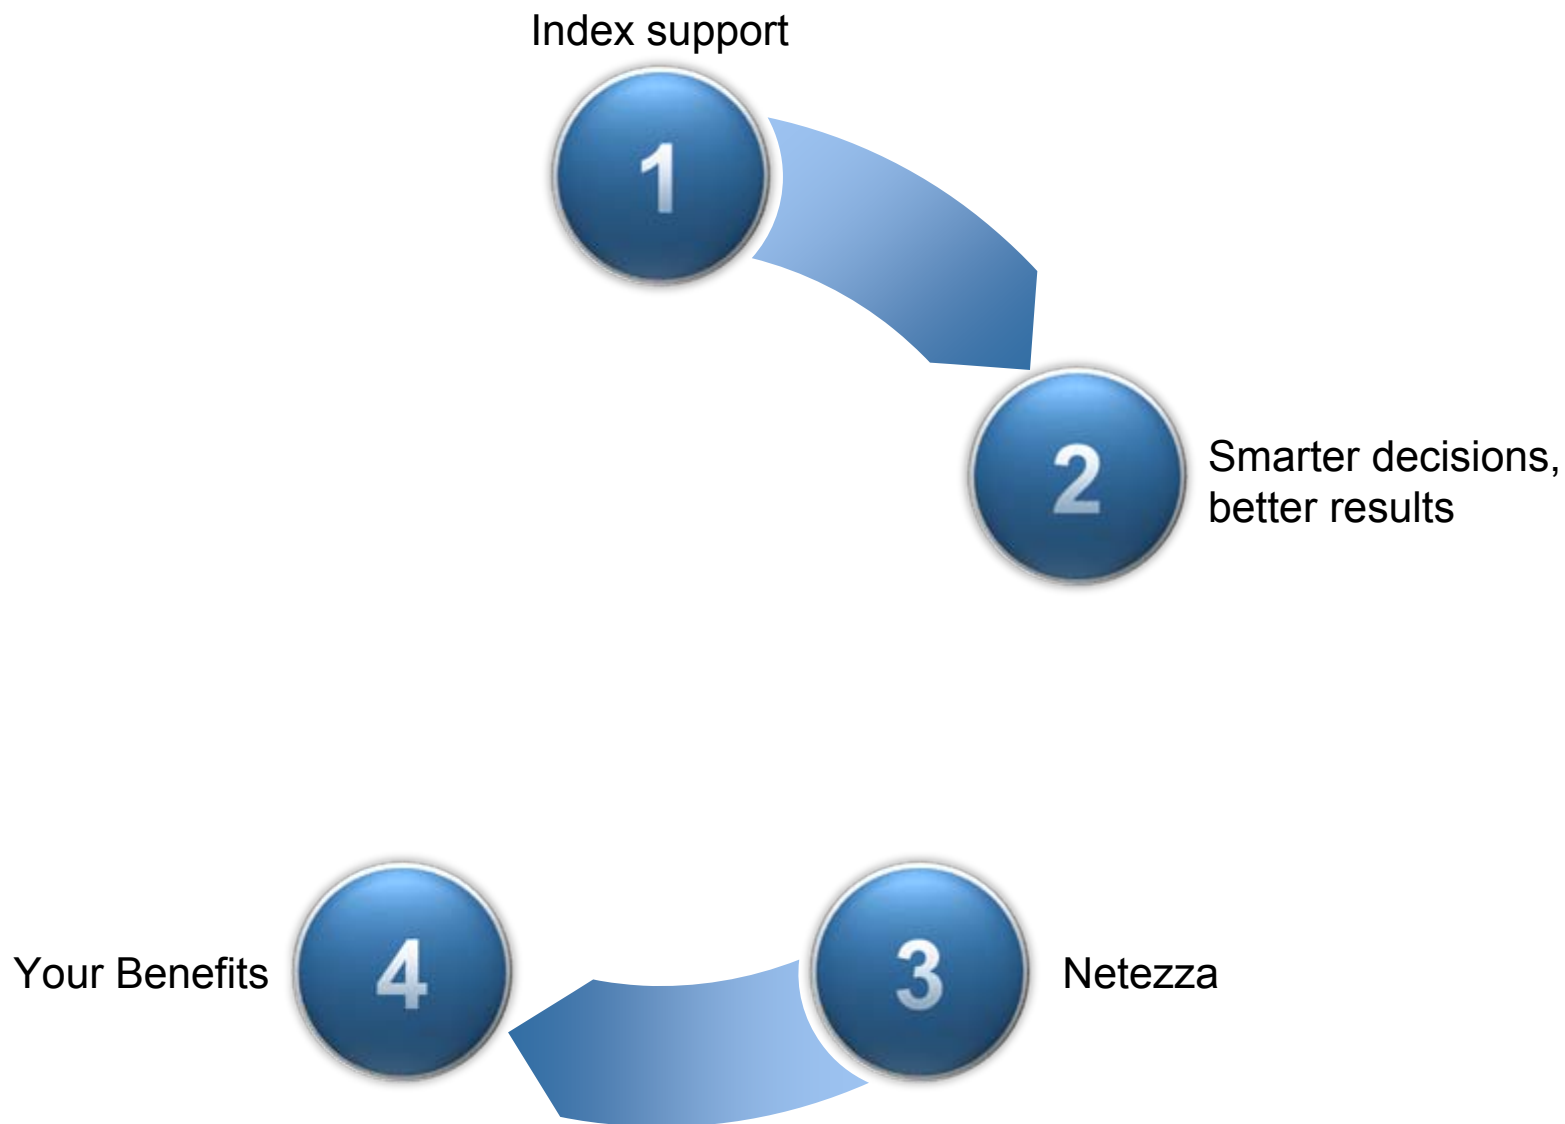 Index support
1
2
Smarter decisions,
better results
Your Benefits
4
3
Netezza